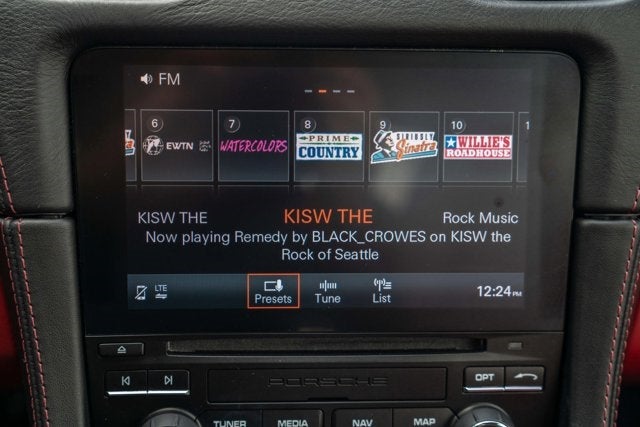 FM
6 7 8 9 10 1
EWTN WATERCOLORS PRIME COUNTRY SIRIUSLY Sinatra WILLIE'S ROADHOUSE
KISW THE KISW THE Rock Music
Now playing Remedy by BLACK_CROWES on KISW the
Rock of Seattle
LTE Presets Tune List 12:24 PM
PORSCHE OPT
TUNER MEDIA NAV MAP